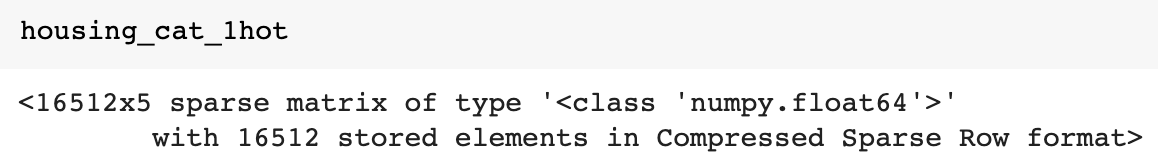 housing_cat_1hot
<16512x5 sparse matrix of type '<class 'numpy.float64'>'
        with 16512 stored elements in Compressed Sparse Row format>